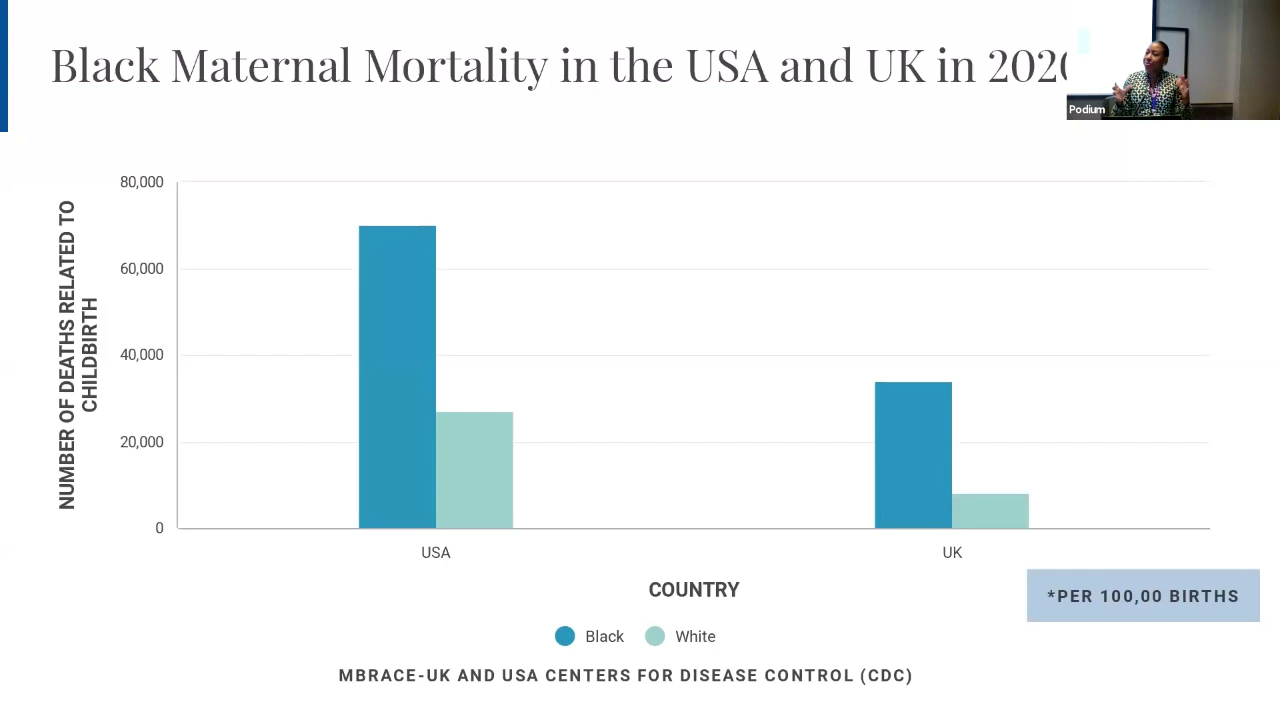 Black Maternal Mortality in the USA and UK in 2020
Podium
NUMBER OF DEATHS RELATED TO
CHILDBIRTH
80,000
60,000
40,000
20,000
0
USA
UK
COUNTRY
*PER 100,00 BIRTHS
Black
White
MBRACE-UK AND USA CENTERS FOR DISEASE CONTROL (CDC)